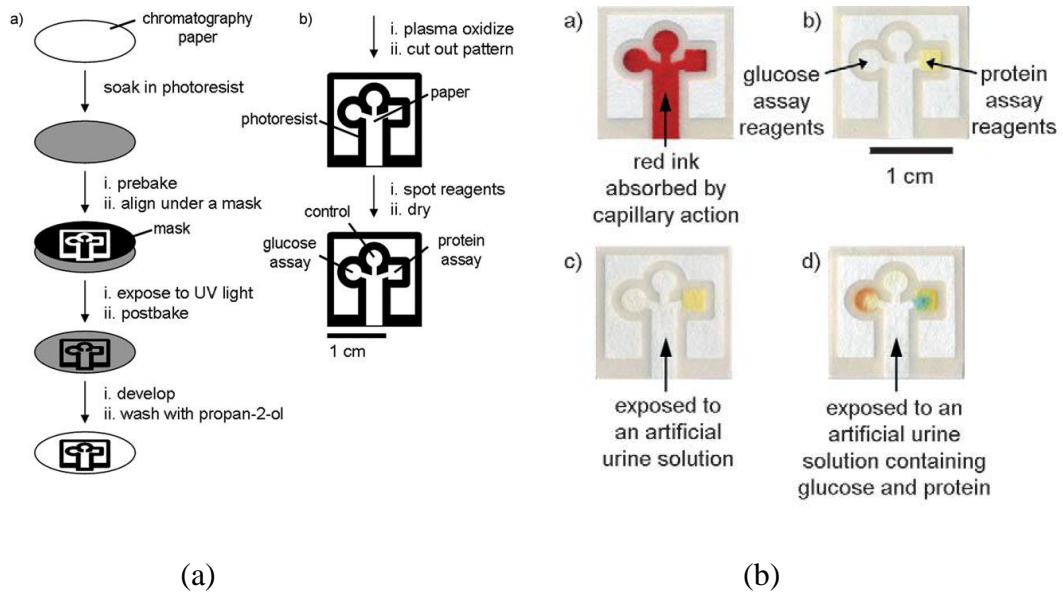 a)
chromatography
paper
soak in photoresist
i. prebake
ii. align under a mask
mask
i. expose to UV light
ii. postbake
i. develop
ii. wash with propan-2-ol
b)
i. plasma oxidize
ii. cut out pattern
paper
photoresist
i. spot reagents
ii. dry
control
glucose
assay
protein
assay
1 cm
(a)
a)
red ink
absorbed by
capillary action
b)
glucose
assay
reagents
protein
assay
reagents
1 cm
c)
exposed to
an artificial
urine solution
d)
exposed to an
artificial urine
solution containing
glucose and protein
(b)